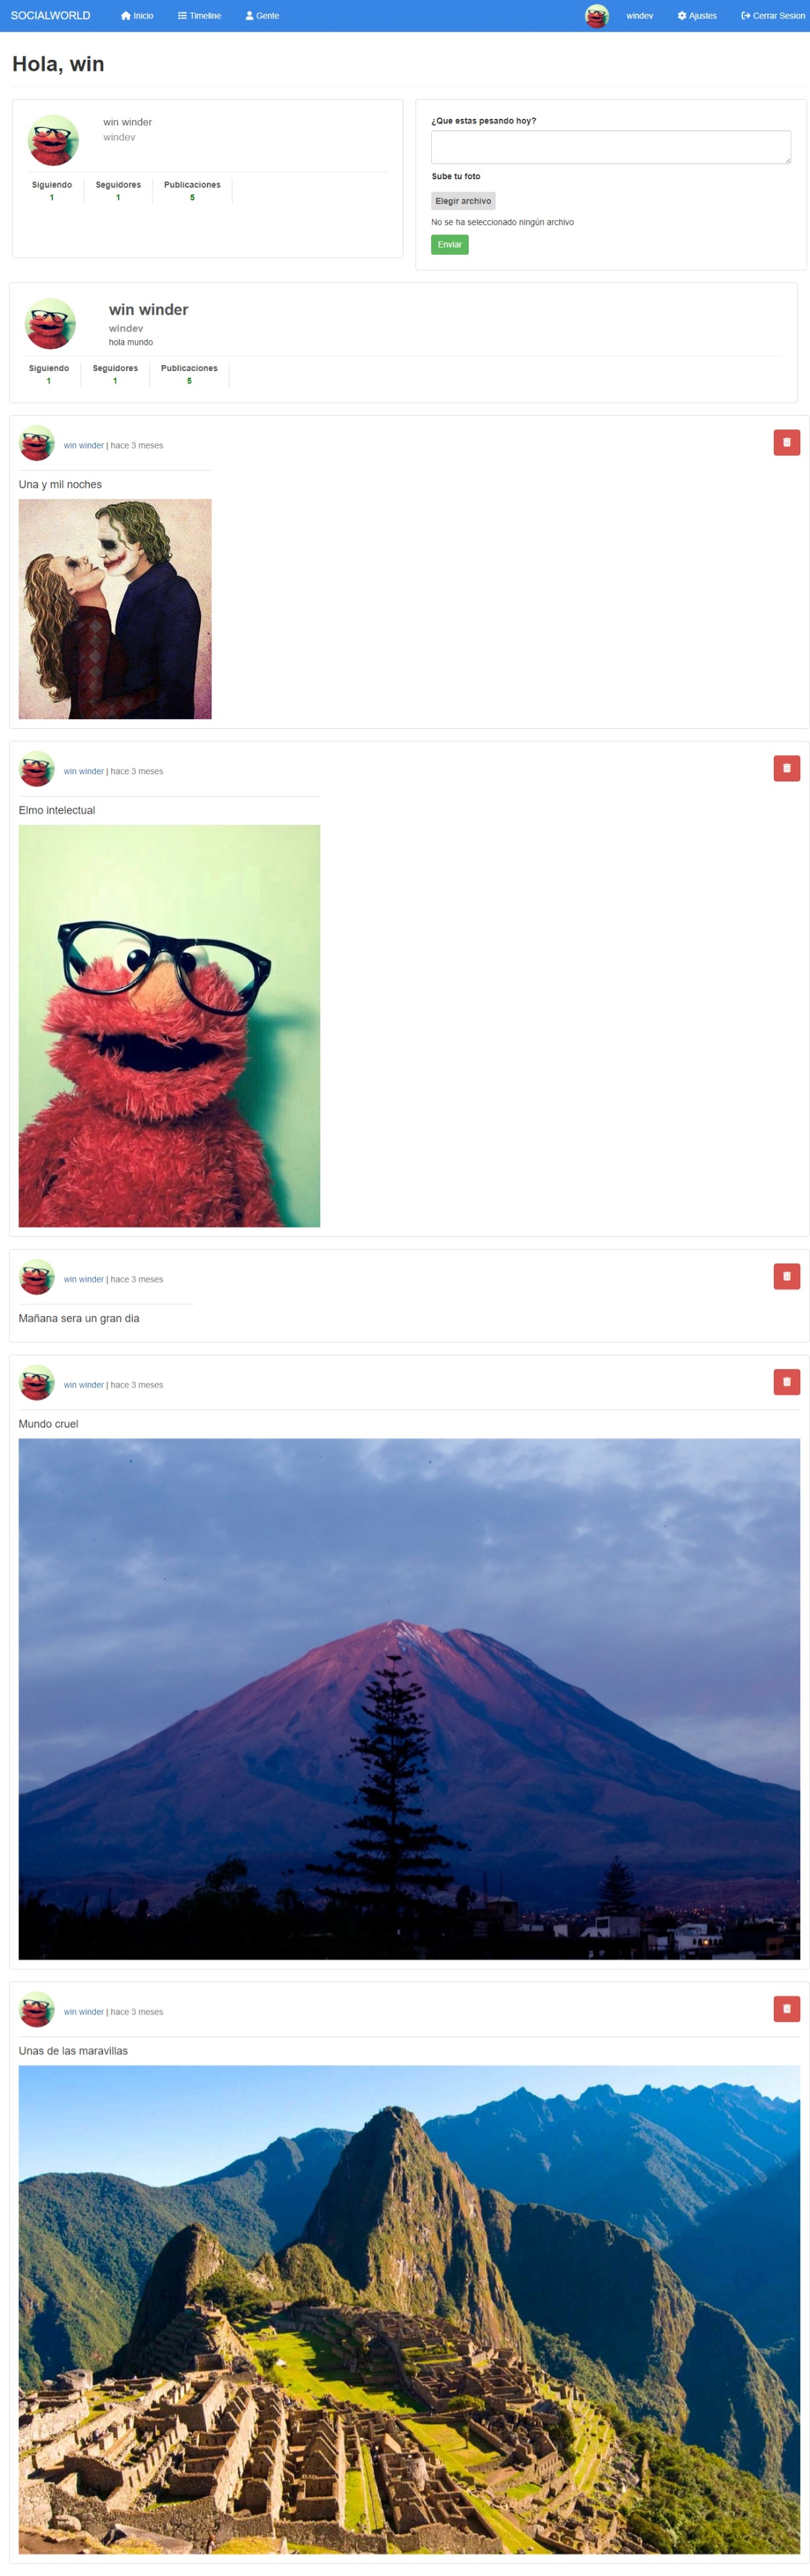 SOCIALWORLD Inicio Timeline Gente windev Ajustes Cerrar Sesion
Hola, win
win winder
windev
Siguiendo Seguidores Publicaciones
1 1 5
¿Que estas pesando hoy?
Sube tu foto
Elegir archivo
No se ha seleccionado ningún archivo
Enviar
win winder
windev
hola mundo
Siguiendo Seguidores Publicaciones
1 1 5
win winder | hace 3 meses
Una y mil noches
win winder | hace 3 meses
Elmo intelectual
win winder | hace 3 meses
Mañana sera un gran dia
win winder | hace 3 meses
Mundo cruel
win winder | hace 3 meses
Unas de las maravillas